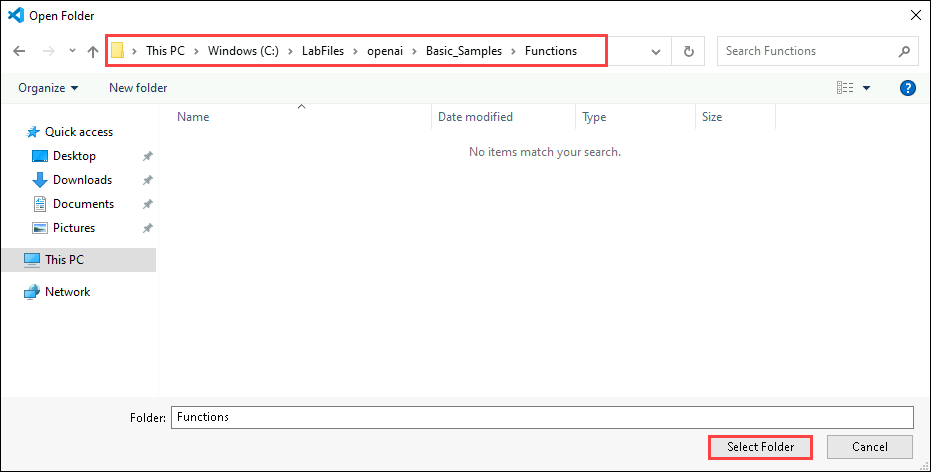 Open Folder
This PC > Windows (C:) > LabFiles > openai > Basic_Samples > Functions
Search Functions
Organize
New folder
?
Name
Date modified
Type
Size
Quick access
No items match your search.
Desktop
Downloads
Documents
Pictures
This PC
Network
Folder: Functions
Select Folder
Cancel